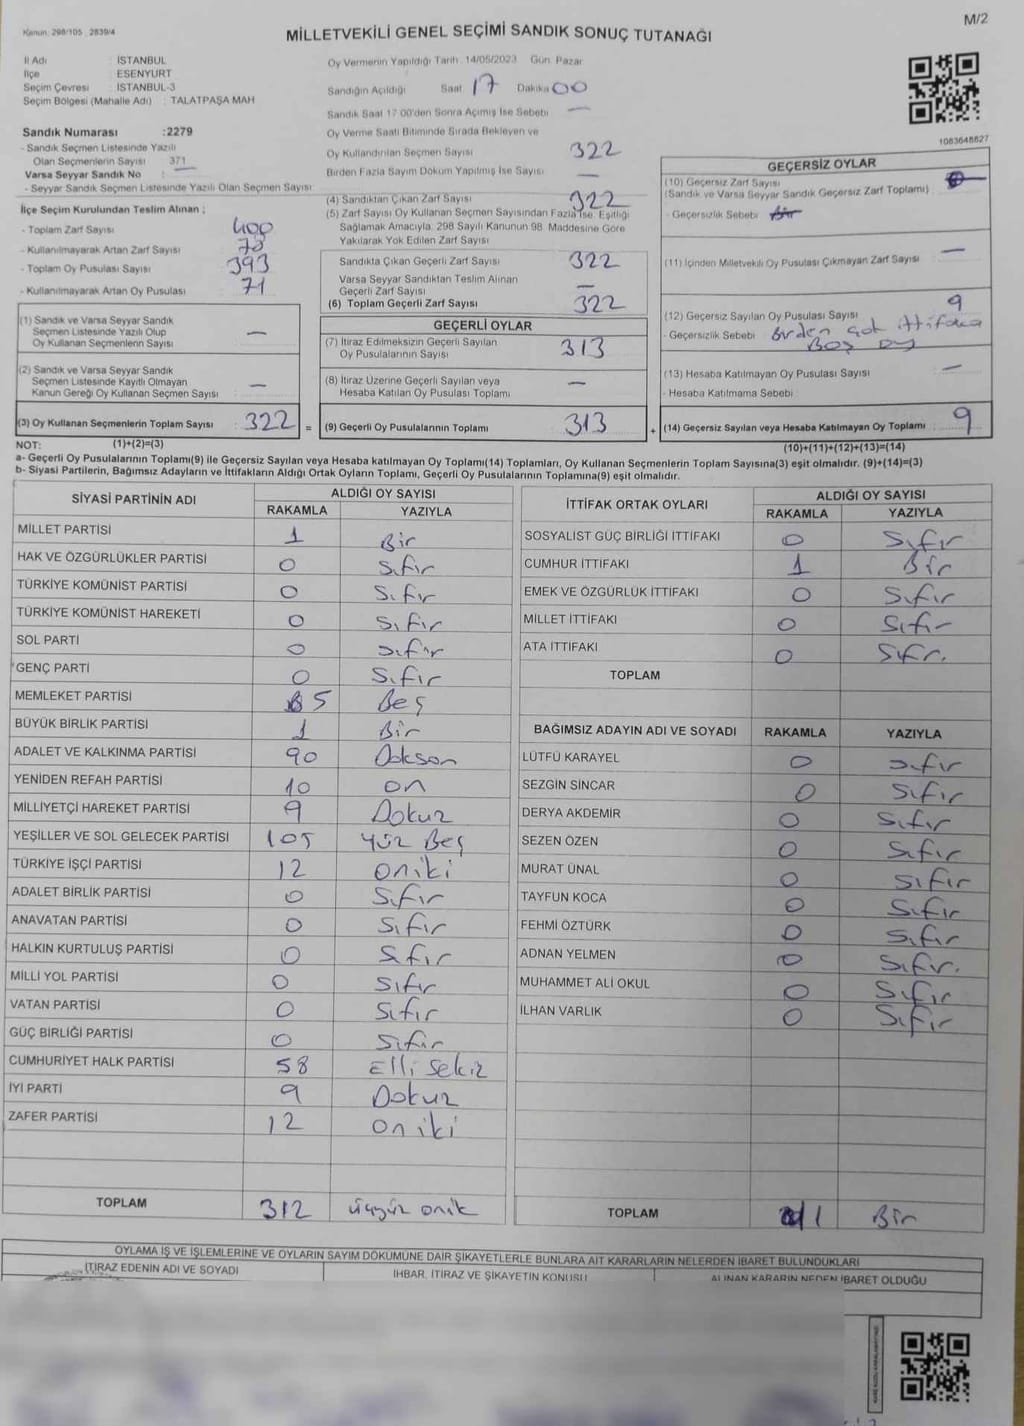 M/2
Kanun: 298/105 , 2839/4
MİLLETVEKİLİ GENEL SEÇİMİ SANDIK SONUÇ TUTANAĞI
İl Adı : İSTANBUL
İlçe : ESENYURT
Seçim Çevresi : İSTANBUL-3
Seçim Bölgesi (Mahalle Adı) : TALATPAŞA MAH
Sandık Numarası :2279
- Sandık Seçmen Listesinde Yazılı
Olan Seçmenlerin Sayısı : 371
Varsa Seyyar Sandık No : —
- Seyyar Sandık Seçmen Listesinde Yazılı Olan Seçmen Sayısı:
İlçe Seçim Kurulundan Teslim Alınan ;
- Toplam Zarf Sayısı : 400
- Kullanılmayarak Artan Zarf Sayısı : 78
- Toplam Oy Pusulası Sayısı : 393
- Kullanılmayarak Artan Oy Pusulası : 71
(1) Sandık ve Varsa Seyyar Sandık
Seçmen Listesinde Yazılı Olup
Oy Kullanan Seçmenlerin Sayısı : —
(2) Sandık ve Varsa Seyyar Sandık
Seçmen Listesinde Kayıtlı Olmayan
Kanun Gereği Oy Kullanan Seçmen Sayısı : —
(3) Oy Kullanan Seçmenlerin Toplam Sayısı : 322 =
Oy Vermenin Yapıldığı Tarih: 14/05/2023 Gün: Pazar
Sandığın Açıldığı Saat 17 Dakika 00
Sandık Saat 17:00'den Sonra Açılmış İse Sebebi —
Oy Verme Saati Bitiminde Sırada Bekleyen ve
Oy Kullandırılan Seçmen Sayısı 322
Birden Fazla Sayım Döküm Yapılmış İse Sayısı —
(4) Sandıktan Çıkan Zarf Sayısı 322
(5) Zarf Sayısı Oy Kullanan Seçmen Sayısından Fazla İse, Eşitliği
Sağlamak Amacıyla, 298 Sayılı Kanunun 98. Maddesine Göre
Yakılarak Yok Edilen Zarf Sayısı
Sandıkta Çıkan Geçerli Zarf Sayısı 322
Varsa Seyyar Sandıktan Teslim Alınan
Geçerli Zarf Sayısı —
(6) Toplam Geçerli Zarf Sayısı 322
GEÇERLİ OYLAR
(7) İtiraz Edilmeksizin Geçerli Sayılan
Oy Pusulalarının Sayısı : 313
(8) İtiraz Üzerine Geçerli Sayılan veya
Hesaba Katılan Oy Pusulası Toplamı : —
(9) Geçerli Oy Pusulalarının Toplamı : 313 +
1083648627
GEÇERSİZ OYLAR
(10) Geçersiz Zarf Sayısı
(Sandık ve Varsa Seyyar Sandık Geçersiz Zarf Toplamı) :
- Geçersizlik Sebebi :
(11) İçinden Milletvekili Oy Pusulası Çıkmayan Zarf Sayısı : —
(12) Geçersiz Sayılan Oy Pusulası Sayısı : 9
- Geçersizlik Sebebi : Birden çok ittifaka
Boş oy
(13) Hesaba Katılmayan Oy Pusulası Sayısı : —
- Hesaba Katılmama Sebebi :
(14) Geçersiz Sayılan veya Hesaba Katılmayan Oy Toplamı : 9
NOT: (1)+(2)=(3) (10)+(11)+(12)+(13)=(14)
a- Geçerli Oy Pusulalarının Toplamı(9) ile Geçersiz Sayılan veya Hesaba katılmayan Oy Toplamı(14) Toplamları, Oy Kullanan Seçmenlerin Toplam Sayısına(3) eşit olmalıdır. (9)+(14)=(3)
b- Siyasi Partilerin, Bağımsız Adayların ve İttifakların Aldığı Ortak Oyların Toplamı, Geçerli Oy Pusulalarının Toplamına(9) eşit olmalıdır.
SİYASİ PARTİNİN ADI ALDIĞI OY SAYISI
RAKAMLA YAZIYLA
MİLLET PARTİSİ 1 Bir
HAK VE ÖZGÜRLÜKLER PARTİSİ 0 Sıfır
TÜRKİYE KOMÜNİST PARTİSİ 0 Sıfır
TÜRKİYE KOMÜNİST HAREKETİ 0 Sıfır
SOL PARTİ 0 Sıfır
GENÇ PARTİ 0 Sıfır
MEMLEKET PARTİSİ 5 Beş
BÜYÜK BİRLİK PARTİSİ 1 Bir
ADALET VE KALKINMA PARTİSİ 90 Doksan
YENİDEN REFAH PARTİSİ 10 on
MİLLİYETÇİ HAREKET PARTİSİ 9 Dokuz
YEŞİLLER VE SOL GELECEK PARTİSİ 105 yüz Beş
TÜRKİYE İŞÇİ PARTİSİ 12 oniki
ADALET BİRLİK PARTİSİ 0 Sıfır
ANAVATAN PARTİSİ 0 Sıfır
HALKIN KURTULUŞ PARTİSİ 0 Sıfır
MİLLİ YOL PARTİSİ 0 Sıfır
VATAN PARTİSİ 0 Sıfır
GÜÇ BİRLİĞİ PARTİSİ 0 Sıfır
CUMHURİYET HALK PARTİSİ 58 Elli Sekiz
İYİ PARTİ 9 Dokuz
ZAFER PARTİSİ 12 on iki
TOPLAM 312 üçyüz onik
İTTİFAK ORTAK OYLARI ALDIĞI OY SAYISI
RAKAMLA YAZIYLA
SOSYALİST GÜÇ BİRLİĞİ İTTİFAKI 0 Sıfır
CUMHUR İTTİFAKI 1 Bir
EMEK VE ÖZGÜRLÜK İTTİFAKI 0 Sıfır
MİLLET İTTİFAKI 0 Sıfır
ATA İTTİFAKI 0 Sıfr.
TOPLAM
BAĞIMSIZ ADAYIN ADI VE SOYADI RAKAMLA YAZIYLA
LÜTFÜ KARAYEL 0 Sıfır
SEZGİN SİNCAR 0 Sıfır
DERYA AKDEMİR 0 Sıfır
SEZEN ÖZEN 0 Sıfır
MURAT ÜNAL 0 Sıfır
TAYFUN KOCA 0 Sıfır
FEHMİ ÖZTÜRK 0 Sıfır
ADNAN YELMEN 0 Sıfır.
MUHAMMET ALİ OKUL 0 Sıfır
İLHAN VARLIK 0 Sıfır
TOPLAM 1 Bir
OYLAMA İŞ VE İŞLEMLERİNE VE OYLARIN SAYIM DÖKÜMÜNE DAİR ŞİKAYETLERLE BUNLARA AİT KARARLARIN NELERDEN İBARET BULUNDUKLARI
İTİRAZ EDENİN ADI VE SOYADI İHBAR, İTİRAZ VE ŞİKAYETİN KONUSU ALINAN KARARIN NEDEN İBARET OLDUĞU